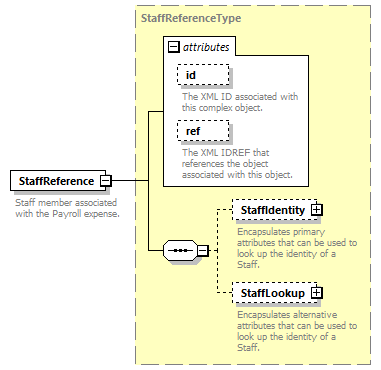 StaffReferenceType
attributes
id
The XML ID associated with
this complex object.
ref
The XML IDREF that
references the object
associated with this object.
StaffReference
Staff member associated
with the Payroll expense.
StaffIdentity
Encapsulates primary
attributes that can be used to
look up the identity of a
Staff.
StaffLookup
Encapsulates alternative
attributes that can be used to
look up the identity of a
Staff.